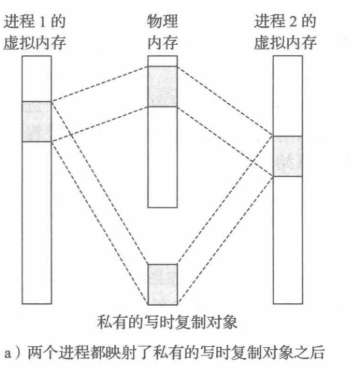 进程 1 的
虚拟内存
物理
内存
进程 2 的
虚拟内存
私有的写时复制对象
a）两个进程都映射了私有的写时复制对象之后